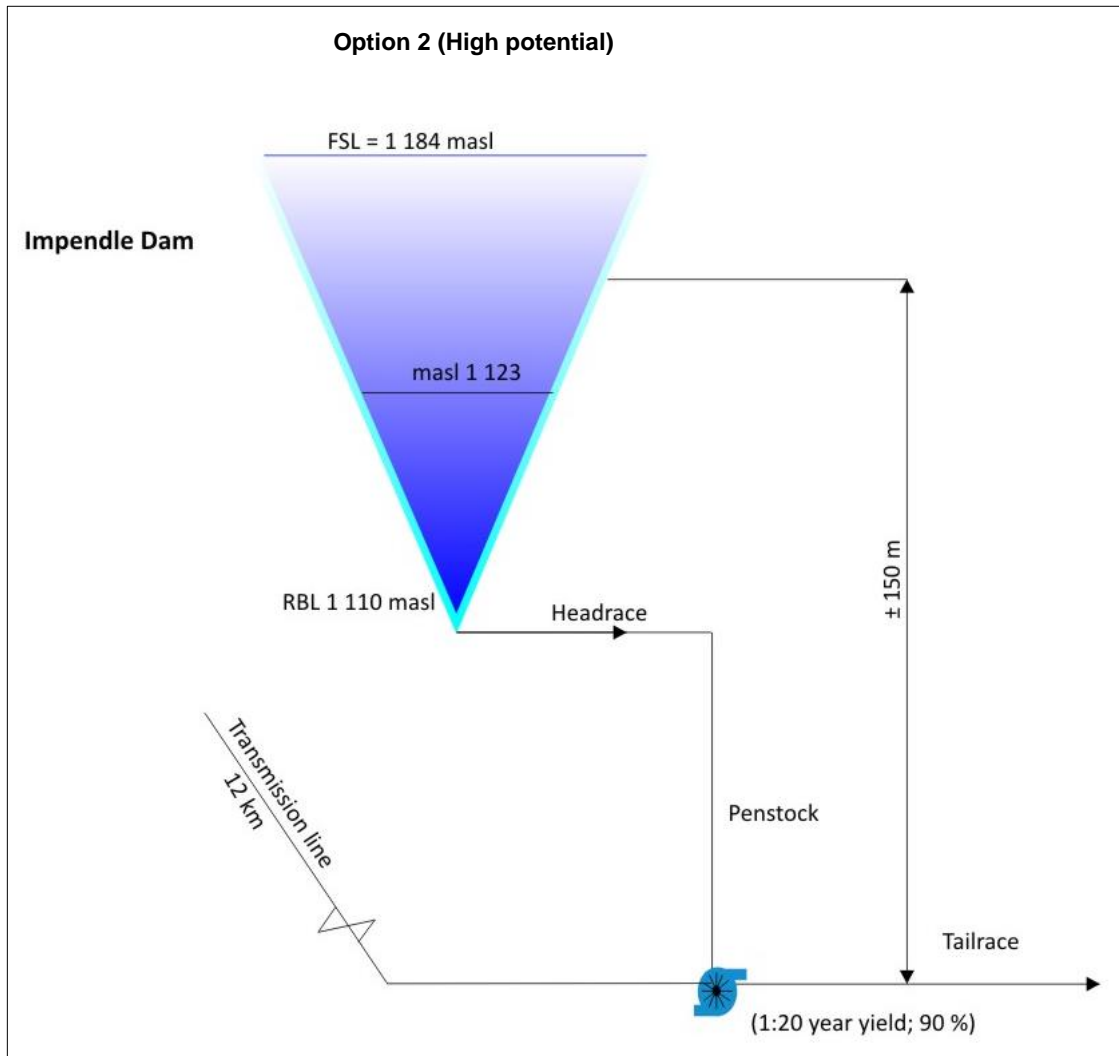 Option 2 (High potential)
FSL = 1 184 masl
Impendle Dam
masl 1 123
± 150 m
RBL 1 110 masl
Headrace
Transmission line
12 km
Penstock
Tailrace
(1:20 year yield; 90 %)